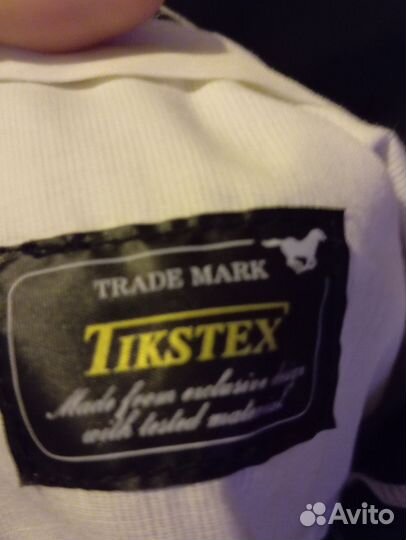 TRADE MARK
TIKSTEX
Made from exclusive
with tested material
Avito